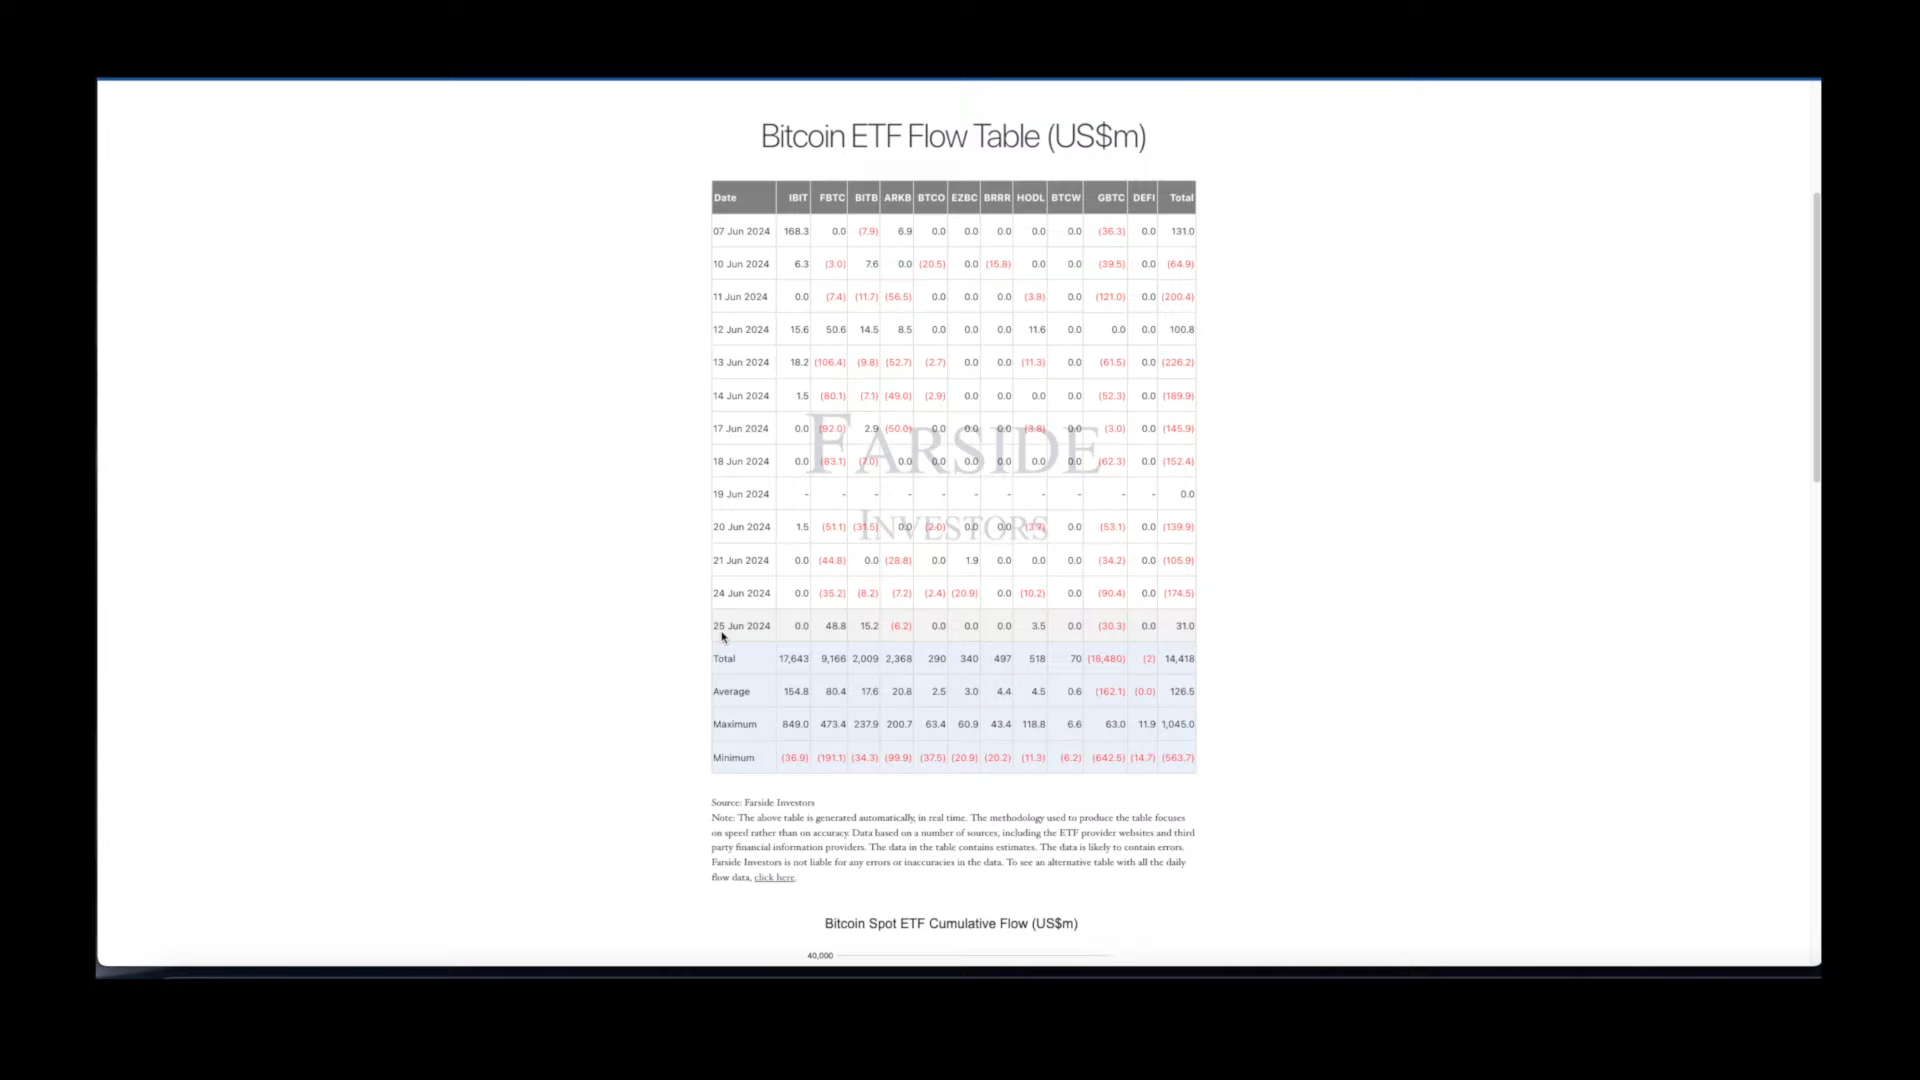 Bitcoin ETF Flow Table (US$m)
Date IBIT FBTC BITB ARKB BTCO EZBC BRRR HODL BTCW GBTC DEFI Total
07 Jun 2024 168.3 0.0 (7.9) 6.9 0.0 0.0 0.0 0.0 0.0 (36.3) 0.0 131.0
10 Jun 2024 6.3 (3.0) 7.6 0.0 (20.5) 0.0 (15.8) 0.0 0.0 (39.5) 0.0 (64.9)
11 Jun 2024 0.0 (7.4) (11.7) (56.5) 0.0 0.0 0.0 (3.8) 0.0 (121.0) 0.0 (200.4)
12 Jun 2024 15.6 50.6 14.5 8.5 0.0 0.0 0.0 11.6 0.0 0.0 0.0 100.8
13 Jun 2024 18.2 (106.4) (9.8) (52.7) (2.7) 0.0 0.0 (11.3) 0.0 (61.5) 0.0 (226.2)
14 Jun 2024 1.5 (80.1) (7.1) (49.0) (2.9) 0.0 0.0 0.0 0.0 (52.3) 0.0 (189.9)
17 Jun 2024 0.0 (92.0) 2.9 (50.0) 0.0 0.0 0.0 (3.8) 0.0 (3.0) 0.0 (145.9)
FARSIDE
18 Jun 2024 0.0 (83.1) (7.0) 0.0 0.0 0.0 0.0 0.0 0.0 (62.3) 0.0 (152.4)
19 Jun 2024 - - - - - - - - - - - 0.0
20 Jun 2024 1.5 (51.1) (31.5) 0.0 (2.0) 0.0 0.0 (3.7) 0.0 (53.1) 0.0 (139.9)
INVESTORS
21 Jun 2024 0.0 (44.8) 0.0 (28.8) 0.0 1.9 0.0 0.0 0.0 (34.2) 0.0 (105.9)
24 Jun 2024 0.0 (35.2) (8.2) (7.2) (2.4) (20.9) 0.0 (10.2) 0.0 (90.4) 0.0 (174.5)
25 Jun 2024 0.0 48.8 15.2 (6.2) 0.0 0.0 0.0 3.5 0.0 (30.3) 0.0 31.0
Total 17,643 9,166 2,009 2,368 290 340 497 518 70 (18,480) (2) 14,418
Average 154.8 80.4 17.6 20.8 2.5 3.0 4.4 4.5 0.6 (162.1) (0.0) 126.5
Maximum 849.0 473.4 237.9 200.7 63.4 60.9 43.4 118.8 6.6 63.0 11.9 1,045.0
Minimum (36.9) (191.1) (34.3) (99.9) (37.5) (20.9) (20.2) (11.3) (6.2) (642.5) (14.7) (563.7)
Source: Farside Investors
Note: The above table is generated automatically, in real time. The methodology used to produce the table focuses
on speed rather than on accuracy. Data based on a number of sources, including the ETF provider websites and third
party financial information providers. The data in the table contains estimates. The data is likely to contain errors.
Farside Investors is not liable for any errors or inaccuracies in the data. To see an alternative table with all the daily
flow data, click here.
Bitcoin Spot ETF Cumulative Flow (US$m)
40,000